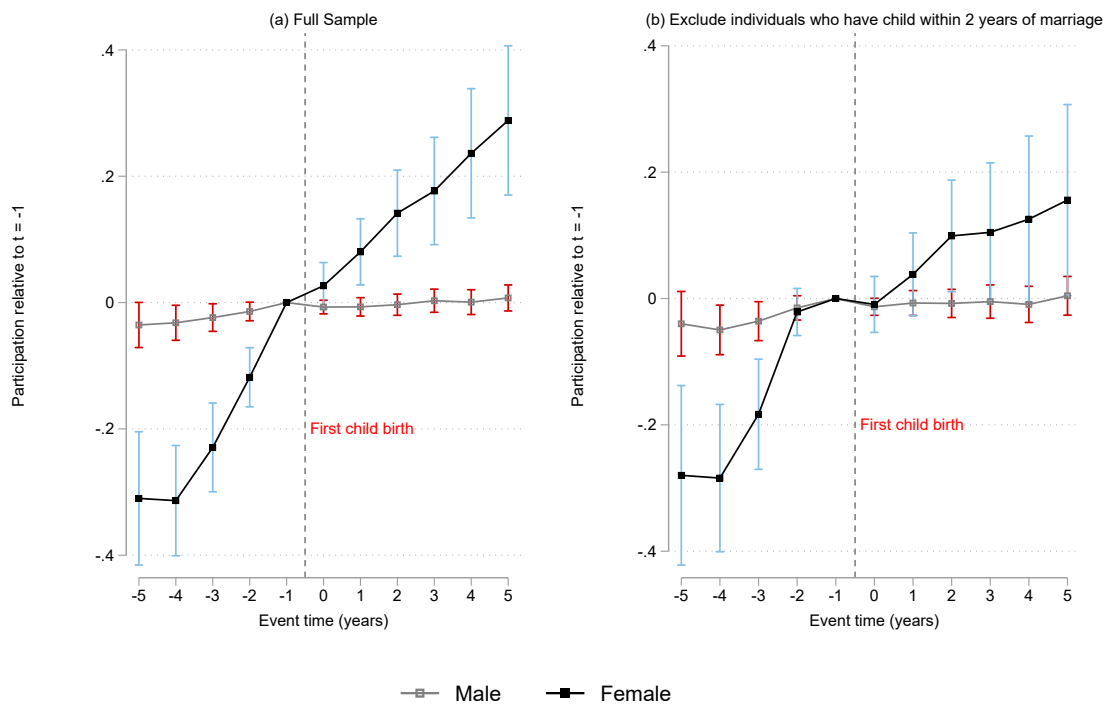 (a) Full Sample
Participation relative to t = -1
.4
.2
0
-.2
-.4
First child birth
-5 -4 -3 -2 -1 0 1 2 3 4 5
Event time (years)
(b) Exclude individuals who have child within 2 years of marriage
Participation relative to t = -1
.4
.2
0
-.2
-.4
First child birth
-5 -4 -3 -2 -1 0 1 2 3 4 5
Event time (years)
Male Female